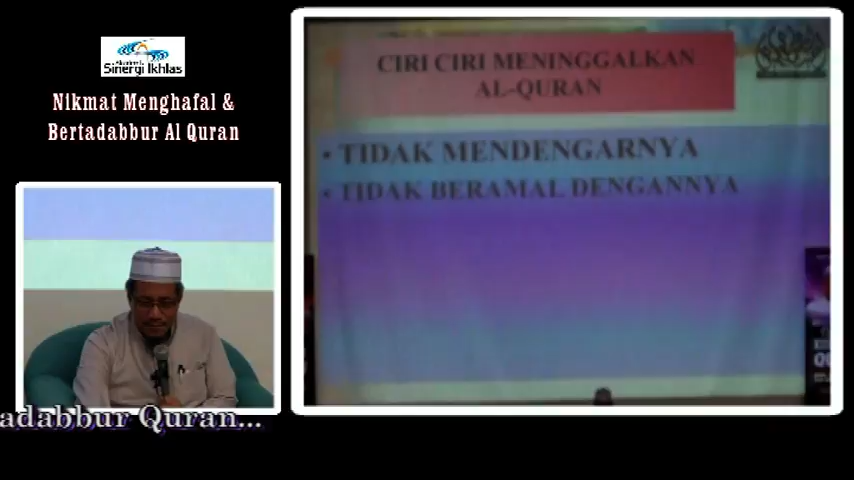 Akademi
Sinergi Ikhlas
Nikmat Menghafal &
Bertadabbur Al Quran
CIRI CIRI MENINGGALKAN
AL-QURAN
• TIDAK MENDENGARNYA
• TIDAK BERAMAL DENGANNYA
adabbur Quran...